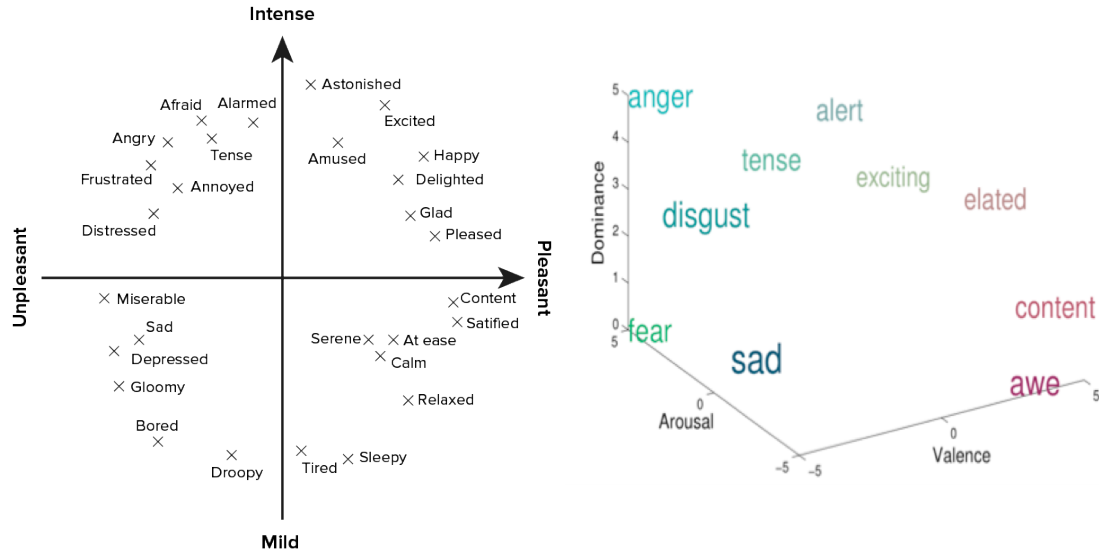 Intense
Astonished
Afraid
Alarmed
Excited
Angry
Tense
Amused
Happy
Frustrated
Annoyed
Delighted
Distressed
Glad
Pleased
Unpleasant
Pleasant
Miserable
Content
Satified
Sad
Serene
At ease
Depressed
Calm
Gloomy
Relaxed
Bored
Droopy
Tired
Sleepy
Mild
5
anger
alert
4
tense
3
exciting
elated
Dominance
2
disgust
1
0
fear
content
5
sad
awe
0
5
Arousal
0
Valence
-5
-5